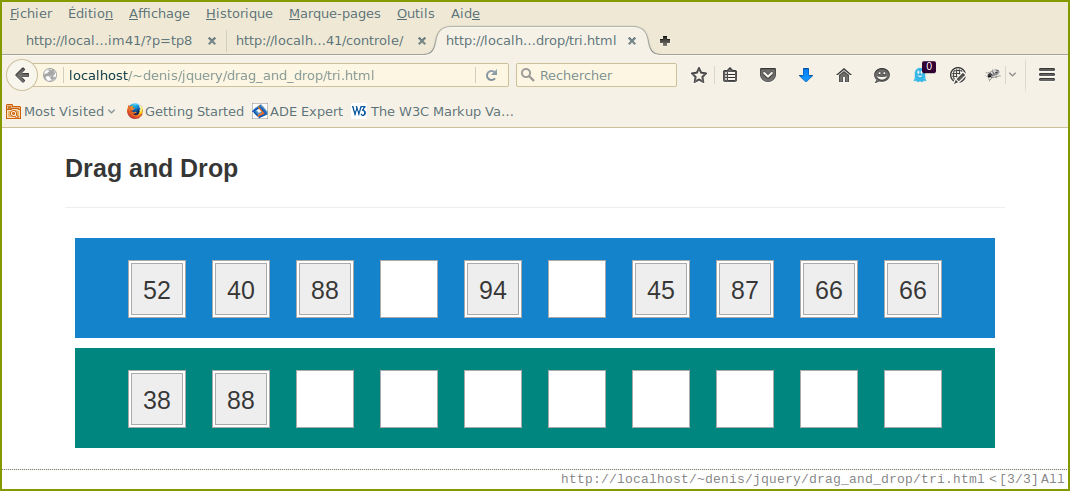 Fichier Édition Affichage Historique Marque-pages Outils Aide
http://local...im41/?p=tp8 http://localh...41/controle/ http://localh...drop/tri.html
localhost/~denis/jquery/drag_and_drop/tri.html Rechercher 0
Most Visited Getting Started ADE Expert W3 The W3C Markup Va...
Drag and Drop
52 40 88 94 45 87 66 66
38 88
http://localhost/~denis/jquery/drag_and_drop/tri.html <[3/3] All